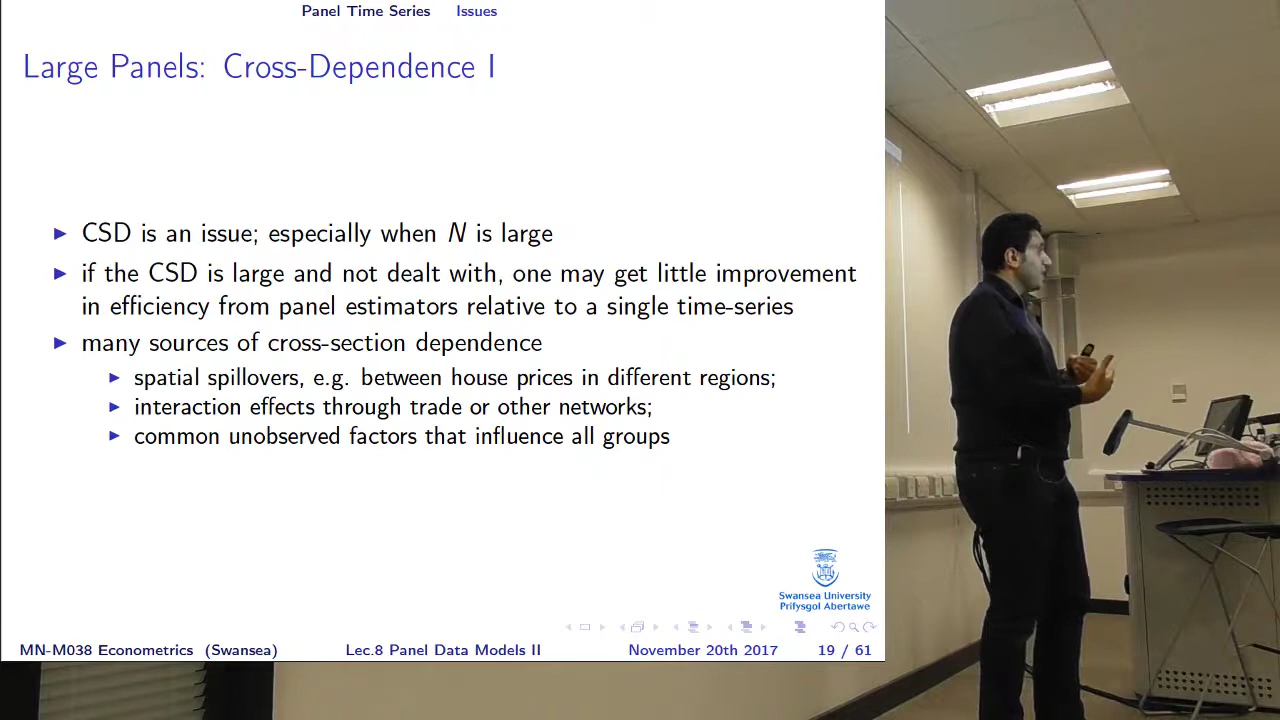 Panel Time Series Issues
Large Panels: Cross-Dependence I
▶ CSD is an issue; especially when N is large
▶ if the CSD is large and not dealt with, one may get little improvement
in efficiency from panel estimators relative to a single time-series
▶ many sources of cross-section dependence
▶ spatial spillovers, e.g. between house prices in different regions;
▶ interaction effects through trade or other networks;
▶ common unobserved factors that influence all groups
Swansea University
Prifysgol Abertawe
MN-M038 Econometrics (Swansea) Lec.8 Panel Data Models II November 20th 2017 19 / 61